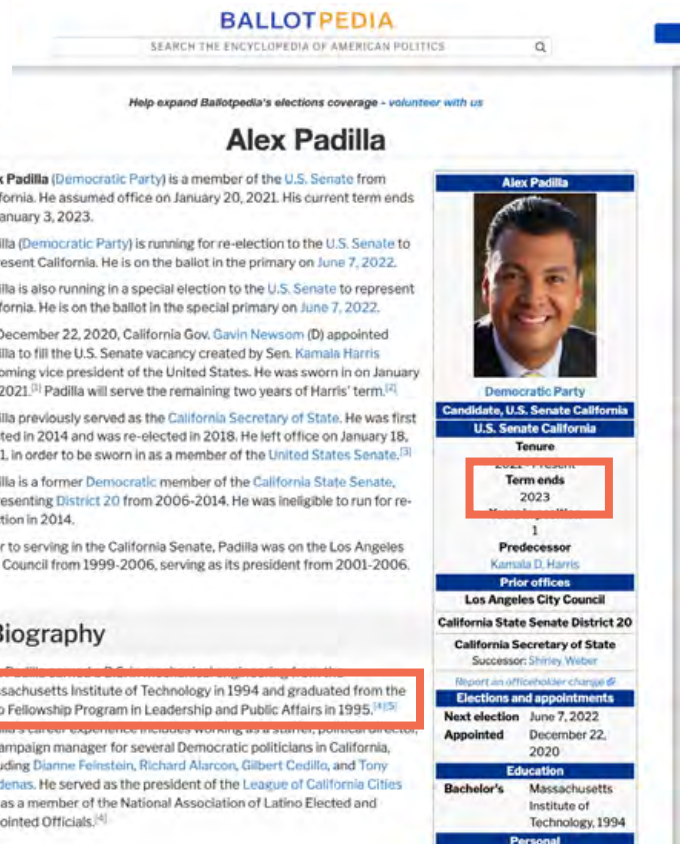 BALLOTPEDIA
SEARCH THE ENCYCLOPEDIA OF AMERICAN POLITICS
Help expand Ballotpedia's elections coverage - volunteer with us
Alex Padilla
x Padilla (Democratic Party) is a member of the U.S. Senate from
fornia. He assumed office on January 20, 2021. His current term ends
anuary 3, 2023.
illa (Democratic Party) is running for re-election to the U.S. Senate to
resent California. He is on the ballot in the primary on June 7, 2022.
illa is also running in a special election to the U.S. Senate to represent
fornia. He is on the ballot in the special primary on June 7, 2022.
December 22, 2020, California Gov. Gavin Newsom (D) appointed
illa to fill the U.S. Senate vacancy created by Sen. Kamala Harris
oming vice president of the United States. He was sworn in on January
2021.[1] Padilla will serve the remaining two years of Harris' term.[2]
illa previously served as the California Secretary of State. He was first
ted in 2014 and was re-elected in 2018. He left office on January 18,
1, in order to be sworn in as a member of the United States Senate.[3]
illa is a former Democratic member of the California State Senate,
resenting District 20 from 2006-2014. He was ineligible to run for re-
tion in 2014.
r to serving in the California Senate, Padilla was on the Los Angeles
Council from 1999-2006, serving as its president from 2001-2006.
Biography
ssachusetts Institute of Technology in 1994 and graduated from the
o Fellowship Program in Leadership and Public Affairs in 1995.[4][5]
illa's career experience includes working as a staffer, political director,
ampaign manager for several Democratic politicians in California,
uding Dianne Feinstein, Richard Alarcon, Gilbert Cedillo, and Tony
denas. He served as the president of the League of California Cities
as a member of the National Association of Latino Elected and
ointed Officials.[4]
Alex Padilla
Democratic Party
Candidate, U.S. Senate California
U.S. Senate California
Tenure
2021 - Present
Term ends
2023
1
Predecessor
Kamala D. Harris
Prior offices
Los Angeles City Council
California State Senate District 20
California Secretary of State
Successor: Shirley Weber
Report an officeholder change
Elections and appointments
Next election June 7, 2022
Appointed December 22,
2020
Education
Bachelor's Massachusetts
Institute of
Technology, 1994
Personal